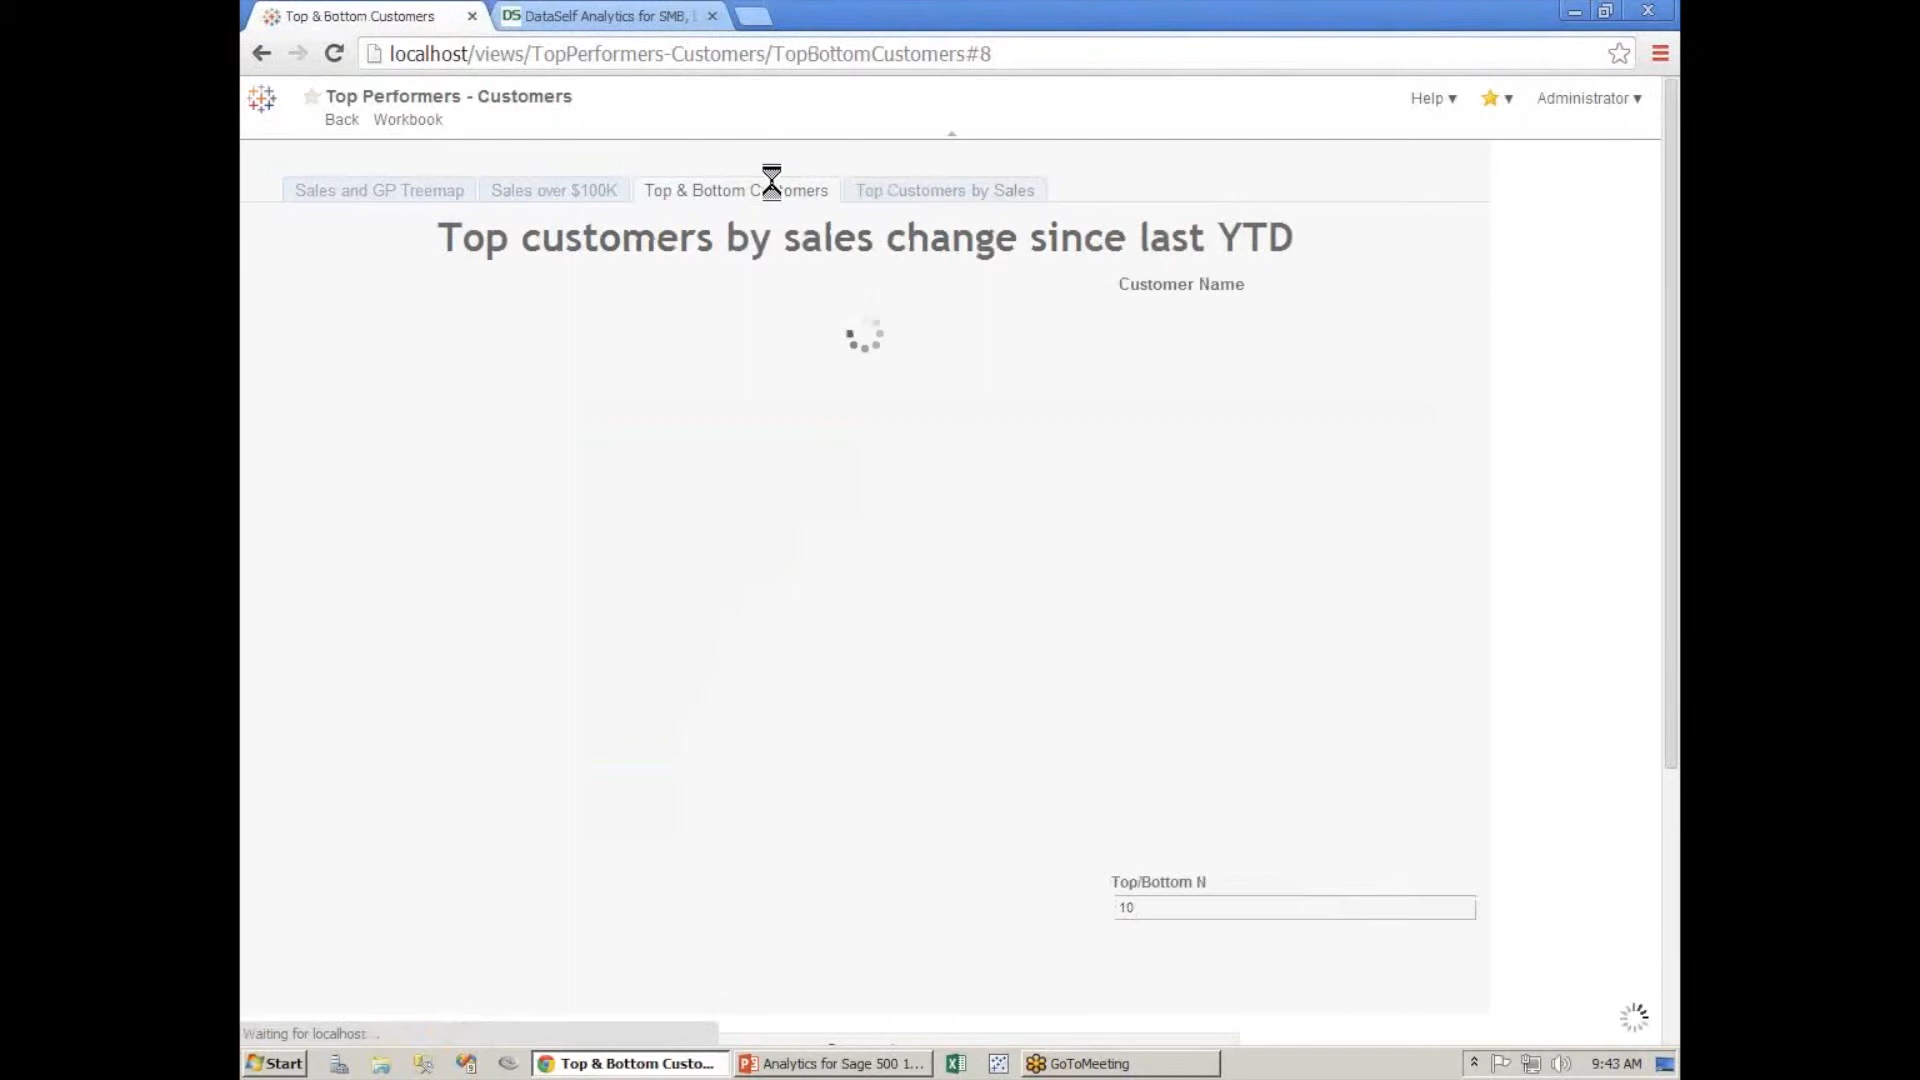 Top & Bottom Customers
DS DataSelf Analytics for SMB,
localhost/views/TopPerformers-Customers/TopBottomCustomers#8
Top Performers - Customers
Help
Administrator
Back Workbook
Sales and GP Treemap
Sales over $100K
Top & Bottom C omers
Top Customers by Sales
Top customers by sales change since last YTD
Customer Name
Top/Bottom N
10
Waiting for localhost ...
Start
Top & Bottom Custo...
Analytics for Sage 500 1...
GoToMeeting
9:43 AM